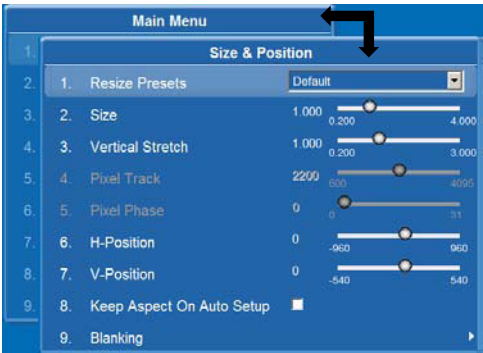 Main Menu
Size & Position
1.
1. Resize Presets Default
2.
2. Size 1.000 0.200 4.000
3.
3. Vertical Stretch 1.000 0.200 3.000
4.
4. Pixel Track 2200 600 4095
5.
5. Pixel Phase 0 0 31
6.
6. H-Position 0 -960 960
7.
7. V-Position 0 -540 540
8.
8. Keep Aspect On Auto Setup
9.
9. Blanking